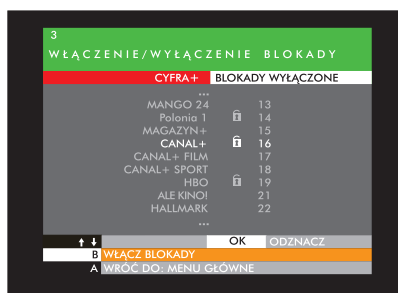 3
WŁĄCZENIE/WYŁĄCZENIE BLOKADY
CYFRA+ BLOKADY WYŁĄCZONE
...
MANGO 24 13
Polonia 1 14
MAGAZYN+ 15
CANAL+ 16
CANAL+ FILM 17
CANAL+ SPORT 18
HBO 19
ALE KINO! 21
HALLMARK 22
...
↑ ↓ OK ODZNACZ
B WŁĄCZ BLOKADY
A WRÓĆ DO: MENU GŁÓWNE